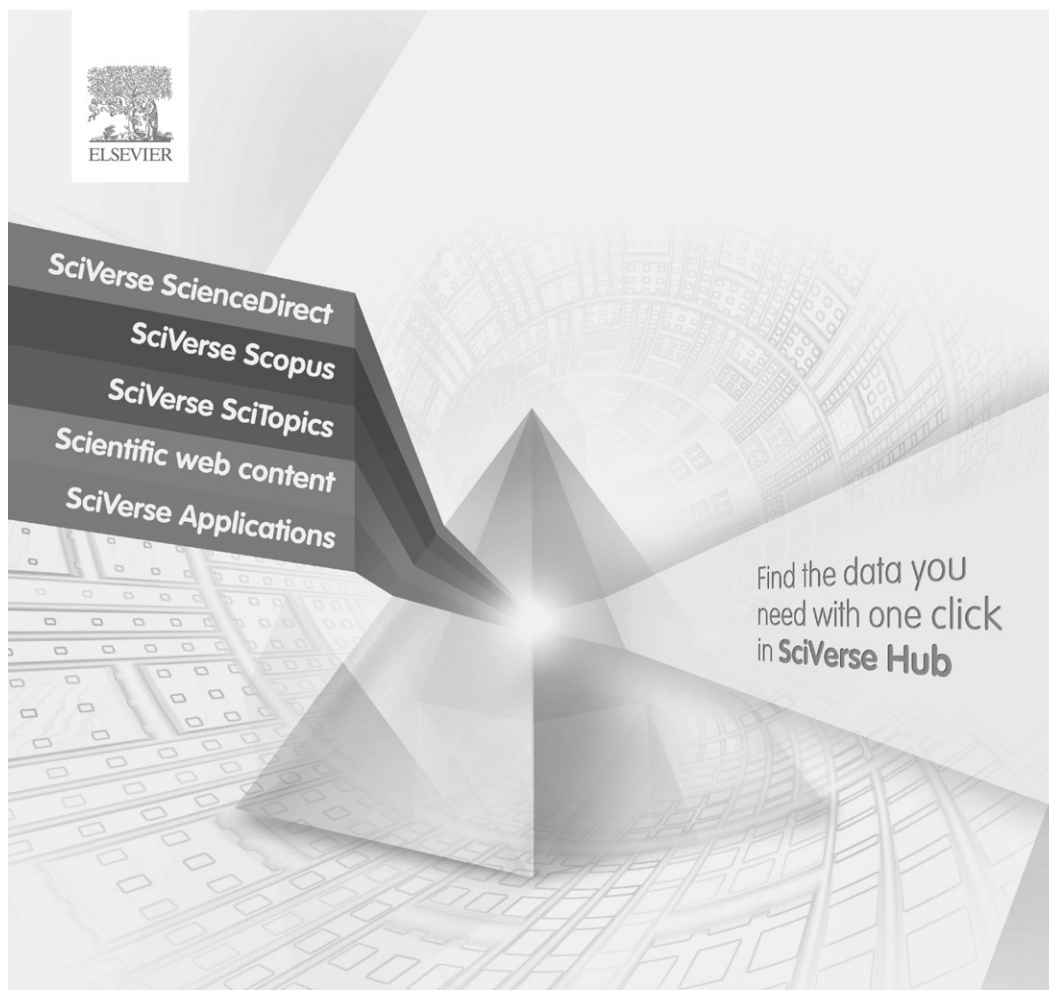 ELSEVIER
SciVerse ScienceDirect
SciVerse Scopus
SciVerse SciTopics
Scientific web content
SciVerse Applications
Find the data you
need with one click
in SciVerse Hub